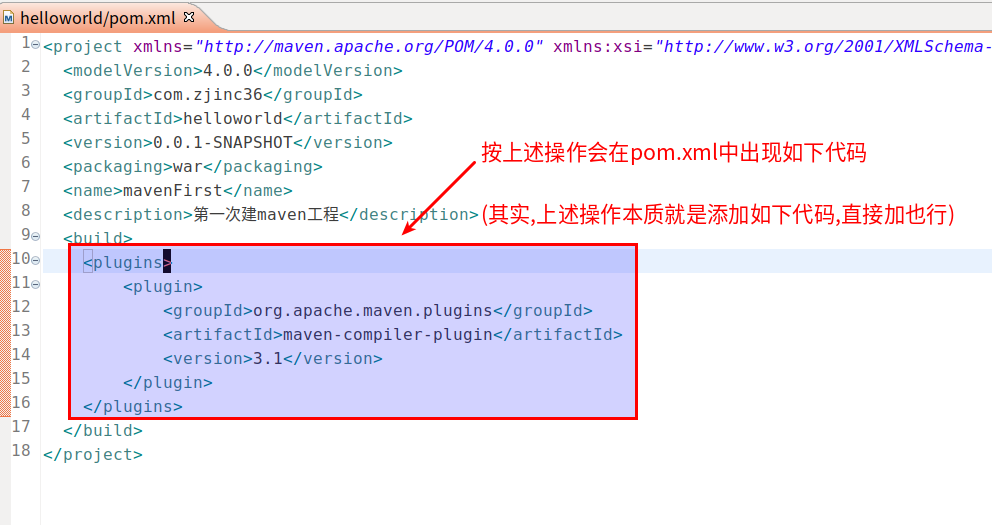 helloworld/pom.xml
1 <project xmlns="http://maven.apache.org/POM/4.0.0" xmlns:xsi="http://www.w3.org/2001/XMLSchema-
2 <modelVersion>4.0.0</modelVersion>
3 <groupId>com.zjinc36</groupId>
4 <artifactId>helloworld</artifactId>
5 <version>0.0.1-SNAPSHOT</version>
按上述操作会在pom.xml中出现如下代码
6 <packaging>war</packaging>
7 <name>mavenFirst</name>
8 <description>第一次建maven工程</description>
(其实,上述操作本质就是添加如下代码,直接加也行)
9 <build>
10 <plugins>
11 <plugin>
12 <groupId>org.apache.maven.plugins</groupId>
13 <artifactId>maven-compiler-plugin</artifactId>
14 <version>3.1</version>
15 </plugin>
16 </plugins>
17 </build>
18 </project>